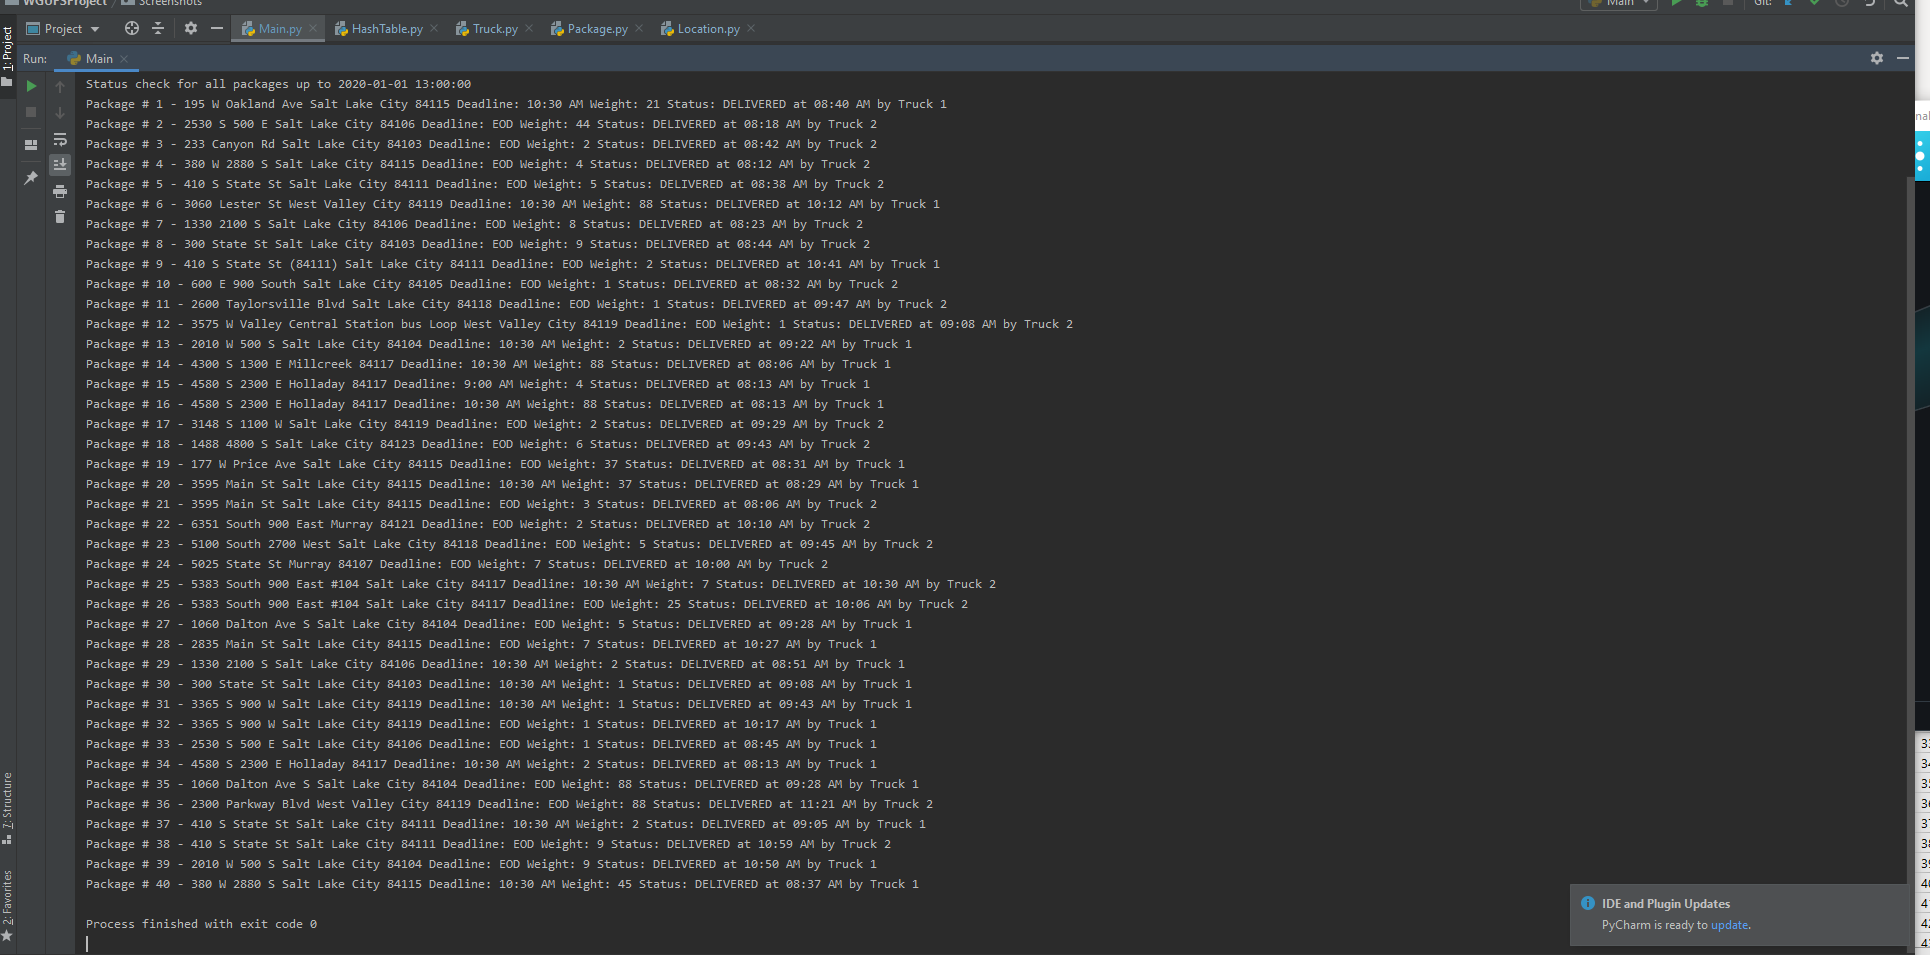 WGUPSProject
Screenshots
Main
Git:
Project
Main.py
HashTable.py
Truck.py
Package.py
Location.py
1: Project
Run:
Main
Status check for all packages up to 2020-01-01 13:00:00
Package # 1 - 195 W Oakland Ave Salt Lake City 84115 Deadline: 10:30 AM Weight: 21 Status: DELIVERED at 08:40 AM by Truck 1
Package # 2 - 2530 S 500 E Salt Lake City 84106 Deadline: EOD Weight: 44 Status: DELIVERED at 08:18 AM by Truck 2
Package # 3 - 233 Canyon Rd Salt Lake City 84103 Deadline: EOD Weight: 2 Status: DELIVERED at 08:42 AM by Truck 2
Package # 4 - 380 W 2880 S Salt Lake City 84115 Deadline: EOD Weight: 4 Status: DELIVERED at 08:12 AM by Truck 2
Package # 5 - 410 S State St Salt Lake City 84111 Deadline: EOD Weight: 5 Status: DELIVERED at 08:38 AM by Truck 2
Package # 6 - 3060 Lester St West Valley City 84119 Deadline: 10:30 AM Weight: 88 Status: DELIVERED at 10:12 AM by Truck 1
Package # 7 - 1330 2100 S Salt Lake City 84106 Deadline: EOD Weight: 8 Status: DELIVERED at 08:23 AM by Truck 2
Package # 8 - 300 State St Salt Lake City 84103 Deadline: EOD Weight: 9 Status: DELIVERED at 08:44 AM by Truck 2
Package # 9 - 410 S State St (84111) Salt Lake City 84111 Deadline: EOD Weight: 2 Status: DELIVERED at 10:41 AM by Truck 1
Package # 10 - 600 E 900 South Salt Lake City 84105 Deadline: EOD Weight: 1 Status: DELIVERED at 08:32 AM by Truck 2
Package # 11 - 2600 Taylorsville Blvd Salt Lake City 84118 Deadline: EOD Weight: 1 Status: DELIVERED at 09:47 AM by Truck 2
Package # 12 - 3575 W Valley Central Station bus Loop West Valley City 84119 Deadline: EOD Weight: 1 Status: DELIVERED at 09:08 AM by Truck 2
Package # 13 - 2010 W 500 S Salt Lake City 84104 Deadline: 10:30 AM Weight: 2 Status: DELIVERED at 09:22 AM by Truck 1
Package # 14 - 4300 S 1300 E Millcreek 84117 Deadline: 10:30 AM Weight: 88 Status: DELIVERED at 08:06 AM by Truck 1
Package # 15 - 4580 S 2300 E Holladay 84117 Deadline: 9:00 AM Weight: 4 Status: DELIVERED at 08:13 AM by Truck 1
Package # 16 - 4580 S 2300 E Holladay 84117 Deadline: 10:30 AM Weight: 88 Status: DELIVERED at 08:13 AM by Truck 1
Package # 17 - 3148 S 1100 W Salt Lake City 84119 Deadline: EOD Weight: 2 Status: DELIVERED at 09:29 AM by Truck 2
Package # 18 - 1488 4800 S Salt Lake City 84123 Deadline: EOD Weight: 6 Status: DELIVERED at 09:43 AM by Truck 2
Package # 19 - 177 W Price Ave Salt Lake City 84115 Deadline: EOD Weight: 37 Status: DELIVERED at 08:31 AM by Truck 1
Package # 20 - 3595 Main St Salt Lake City 84115 Deadline: 10:30 AM Weight: 37 Status: DELIVERED at 08:29 AM by Truck 1
Package # 21 - 3595 Main St Salt Lake City 84115 Deadline: EOD Weight: 3 Status: DELIVERED at 08:06 AM by Truck 2
Package # 22 - 6351 South 900 East Murray 84121 Deadline: EOD Weight: 2 Status: DELIVERED at 10:10 AM by Truck 2
Package # 23 - 5100 South 2700 West Salt Lake City 84118 Deadline: EOD Weight: 5 Status: DELIVERED at 09:45 AM by Truck 2
Package # 24 - 5025 State St Murray 84107 Deadline: EOD Weight: 7 Status: DELIVERED at 10:00 AM by Truck 2
Package # 25 - 5383 South 900 East #104 Salt Lake City 84117 Deadline: 10:30 AM Weight: 7 Status: DELIVERED at 10:30 AM by Truck 2
Package # 26 - 5383 South 900 East #104 Salt Lake City 84117 Deadline: EOD Weight: 25 Status: DELIVERED at 10:06 AM by Truck 2
Package # 27 - 1060 Dalton Ave S Salt Lake City 84104 Deadline: EOD Weight: 5 Status: DELIVERED at 09:28 AM by Truck 1
Package # 28 - 2835 Main St Salt Lake City 84115 Deadline: EOD Weight: 7 Status: DELIVERED at 10:27 AM by Truck 1
Package # 29 - 1330 2100 S Salt Lake City 84106 Deadline: 10:30 AM Weight: 2 Status: DELIVERED at 08:51 AM by Truck 1
Package # 30 - 300 State St Salt Lake City 84103 Deadline: 10:30 AM Weight: 1 Status: DELIVERED at 09:08 AM by Truck 1
Package # 31 - 3365 S 900 W Salt Lake City 84119 Deadline: 10:30 AM Weight: 1 Status: DELIVERED at 09:43 AM by Truck 1
Package # 32 - 3365 S 900 W Salt Lake City 84119 Deadline: EOD Weight: 1 Status: DELIVERED at 10:17 AM by Truck 1
Package # 33 - 2530 S 500 E Salt Lake City 84106 Deadline: EOD Weight: 1 Status: DELIVERED at 08:45 AM by Truck 1
Package # 34 - 4580 S 2300 E Holladay 84117 Deadline: 10:30 AM Weight: 2 Status: DELIVERED at 08:13 AM by Truck 1
Package # 35 - 1060 Dalton Ave S Salt Lake City 84104 Deadline: EOD Weight: 88 Status: DELIVERED at 09:28 AM by Truck 1
Package # 36 - 2300 Parkway Blvd West Valley City 84119 Deadline: EOD Weight: 88 Status: DELIVERED at 11:21 AM by Truck 2
Package # 37 - 410 S State St Salt Lake City 84111 Deadline: 10:30 AM Weight: 2 Status: DELIVERED at 09:05 AM by Truck 1
Package # 38 - 410 S State St Salt Lake City 84111 Deadline: EOD Weight: 9 Status: DELIVERED at 10:59 AM by Truck 2
Package # 39 - 2010 W 500 S Salt Lake City 84104 Deadline: EOD Weight: 9 Status: DELIVERED at 10:50 AM by Truck 1
Package # 40 - 380 W 2880 S Salt Lake City 84115 Deadline: 10:30 AM Weight: 45 Status: DELIVERED at 08:37 AM by Truck 1
Process finished with exit code 0
7: Structure
2: Favorites
IDE and Plugin Updates
PyCharm is ready to update.